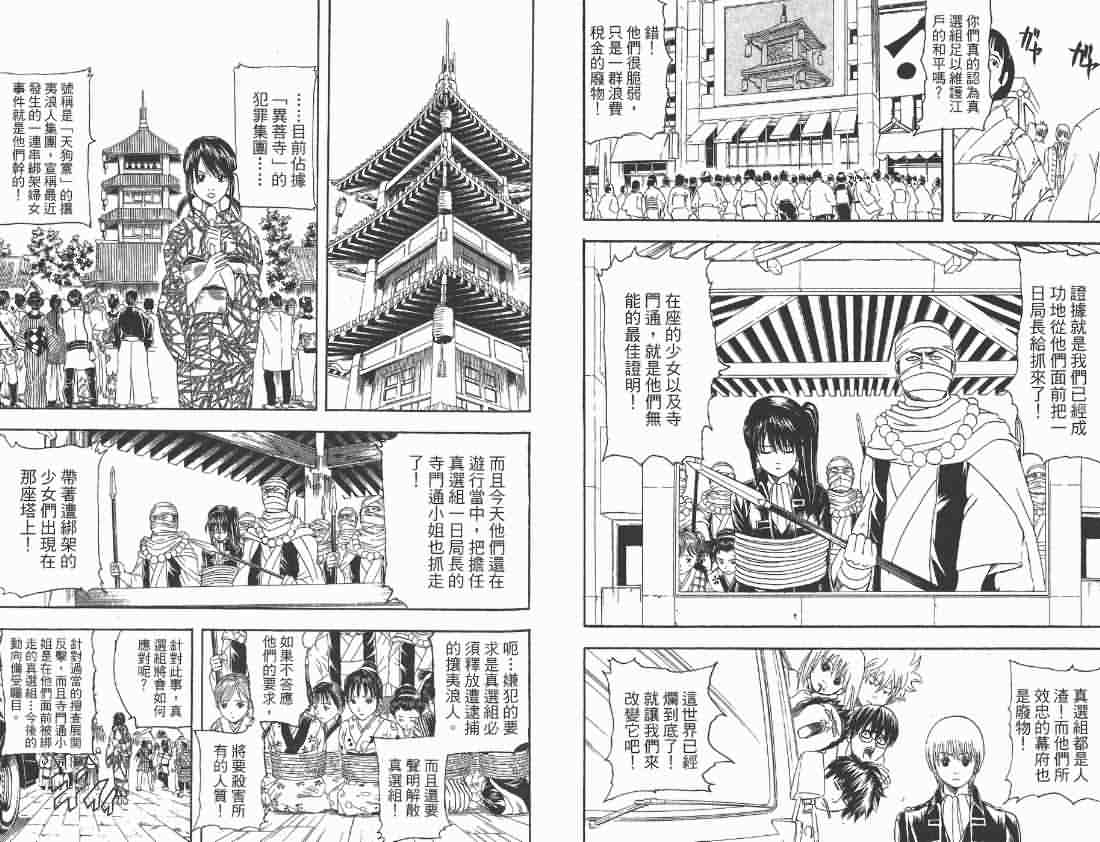 你們真的認為真
選組足以維護江
戶的和平嗎？
ガヤ
ガヤ
錯！
他們很脆弱，
只是一群浪費
稅金的廢物！
證據就是我們已經成
功地從他們面前把一
日局長給抓來了！
在座的少女以及寺
門通，就是他們無
能的最佳證明！
真選組都是人
渣！而他們所
效忠的幕府也
是廢物！
這世界已經
爛到底了！
就讓我們來
改變它吧！
……目前佔據
「異菩寺」的
犯罪集團……
號稱是「天狗黨」的攘
夷浪人集團，宣稱最近
發生的一連串綁架婦女
事件就是他們幹的！
而且今天他們還在
遊行當中，把擔任
真選組一日局長的
寺門通小姐也抓走
了！
帶著遭綁架的
少女們出現在
那座塔上！
呃…嫌犯的要
求是真選組必
須釋放遭逮捕
的攘夷浪人。
而且還要
聲明解散
真選組！
如果不答應
他們的要求，
將要殺害所
有的人質！
針對此事，真
選組將會如何
應對呢？
針對過當的搜查展開
反擊，而且寺門通小
姐是在他們面前被綁
走的真選組…今後的
動向備受矚目。